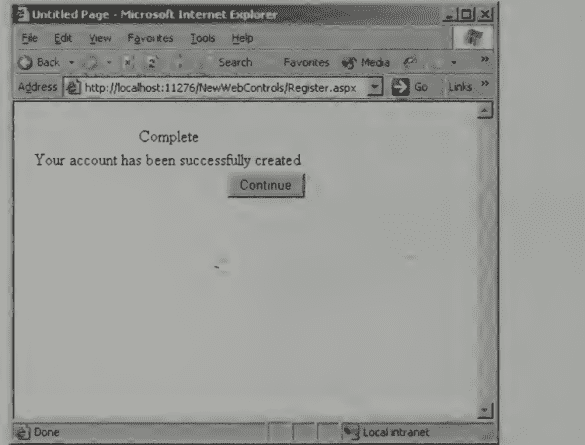 Untitled Page - Microsoft Internet Explorer
File Edit View Favorites Tools Help
Back Search Favorites Media
Address http://localhost:11276/NewWebControls/Register.aspx Go Links
Complete
Your account has been successfully created
Continue
Done Local intranet